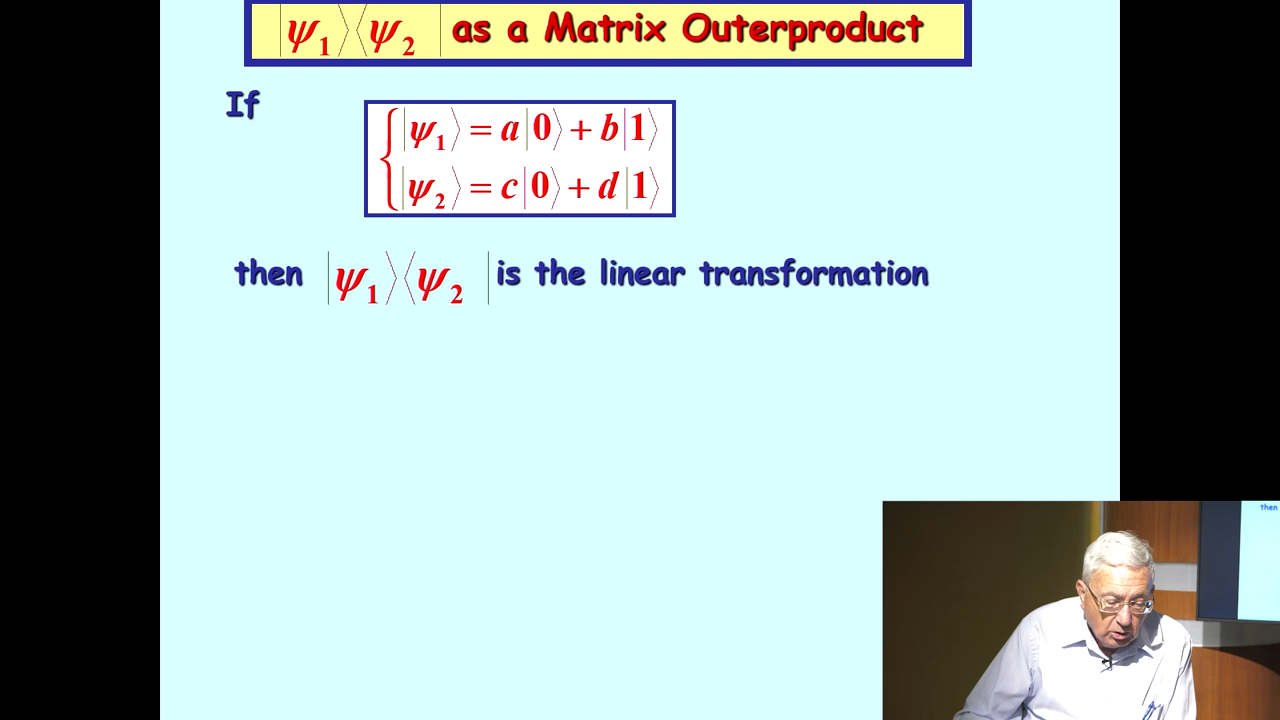 |ψ₁⟩⟨ψ₂| as a Matrix Outerproduct
If
|ψ₁⟩ = a|0⟩ + b|1⟩
|ψ₂⟩ = c|0⟩ + d|1⟩
then |ψ₁⟩⟨ψ₂| is the linear transformation
then